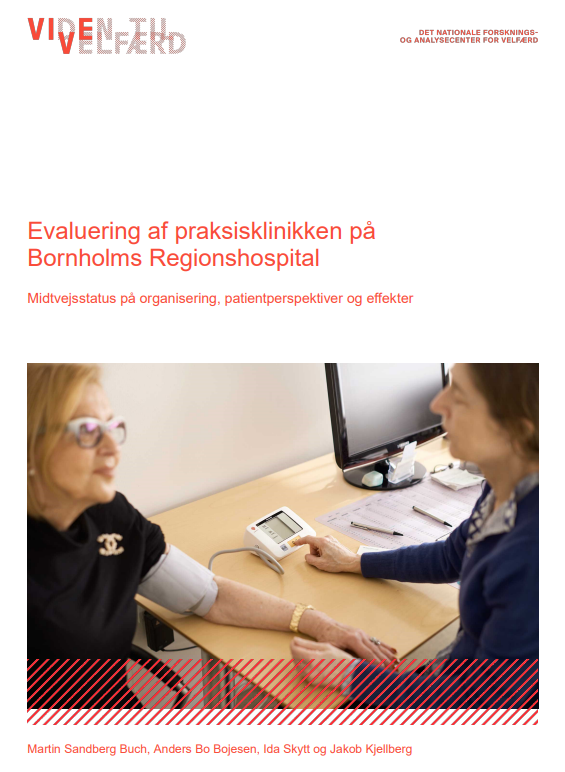 VIDEN TIL
VELFÆRD
DET NATIONALE FORSKNINGS-
OG ANALYSECENTER FOR VELFÆRD
Evaluering af praksisklinikken på
Bornholms Regionshospital
Midtvejsstatus på organisering, patientperspektiver og effekter
Martin Sandberg Buch, Anders Bo Bojesen, Ida Skytt og Jakob Kjellberg